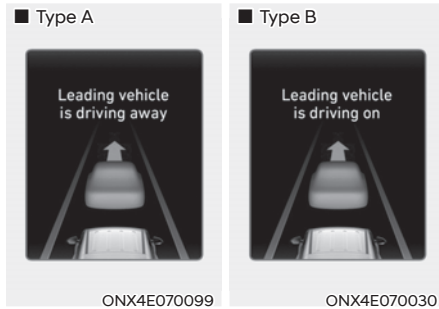 ■ Type A
Leading vehicle
is driving away
ONX4E070099
■ Type B
Leading vehicle
is driving on
ONX4E070030